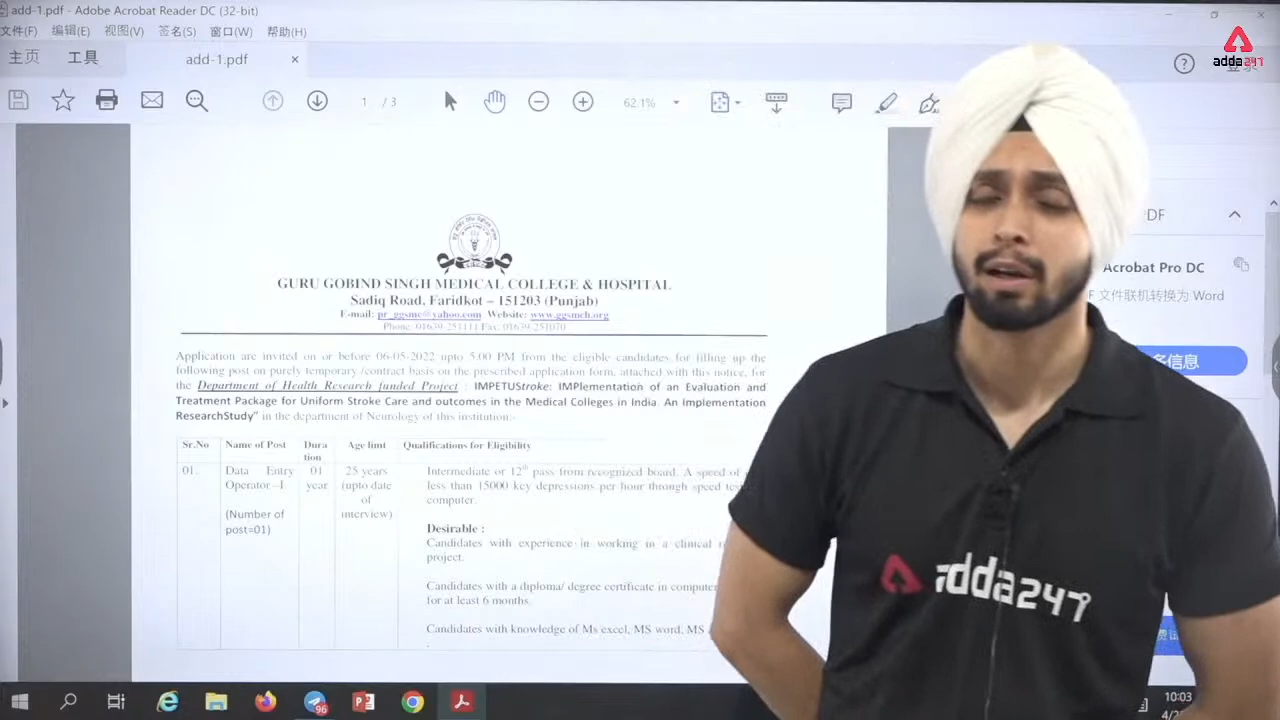 add-1.pdf - Adobe Acrobat Reader DC (32-bit)
文件(F) 编辑(E) 视图(V) 签名(S) 窗口(W) 帮助(H)
主页 工具 add-1.pdf ×
1 / 3 62.1%
adda247
GURU GOBIND SINGH MEDICAL COLLEGE & HOSPITAL
Sadiq Road, Faridkot – 151203 (Punjab)
E-mail: pr_ggsmc@yahoo.com Website: www.ggsmch.org
Phone: 01639-251111 Fax: 01639-251070
Application are invited on or before 06-05-2022 upto 5.00 PM from the eligible candidates for filling up the
following post on purely temporary /contract basis on the prescribed application form, attached with this notice, for
the Department of Health Research funded Project : IMPETUStroke: IMPlementation of an Evaluation and
Treatment Package for Uniform Stroke Care and outcomes in the Medical Colleges in India. An Implementation
ResearchStudy" in the department of Neurology of this institution:-
Sr.No Name of Post Dura tion Age limt Qualifications for Eligibility
01. Data Entry Operator –I (Number of post=01)
01 year
25 years (upto date of interview)
Intermediate or 12th pass from recognized board. A speed of
less than 15000 key depressions per hour through speed
computer.
Desirable :
Candidates with experience in working in a clinical
project.
Candidates with a diploma/ degree certificate in computer
for at least 6 months.
Candidates with knowledge of Ms excel, MS word, MS
DF
Acrobat Pro DC
文件联机转换为 Word
多信息
adda247
96
10:03